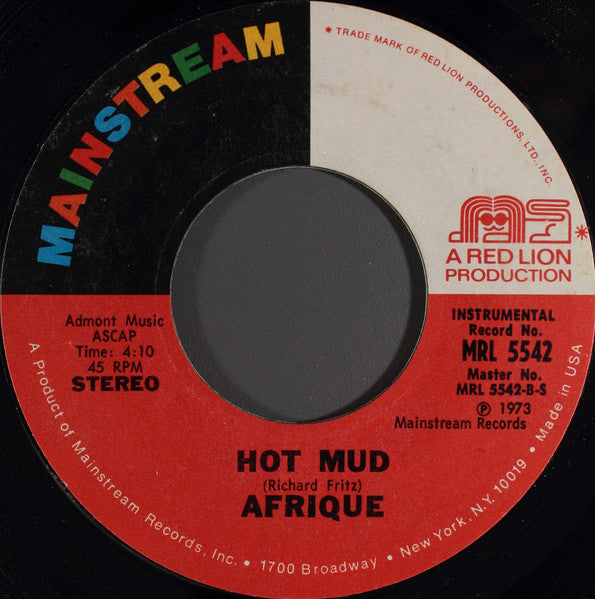 MAINSTREAM
* TRADE MARK OF RED LION PRODUCTIONS, LTD., INC.
*
A RED LION
PRODUCTION
Admont Music
ASCAP
Time: 4:10
45 RPM
STEREO
INSTRUMENTAL
Record No.
MRL 5542
Master No.
MRL 5542-B-S
℗ 1973
Mainstream Records
HOT MUD
(Richard Fritz)
AFRIQUE
A Product of Mainstream Records, Inc. • 1700 Broadway • New York, N.Y. 10019 • Made in USA